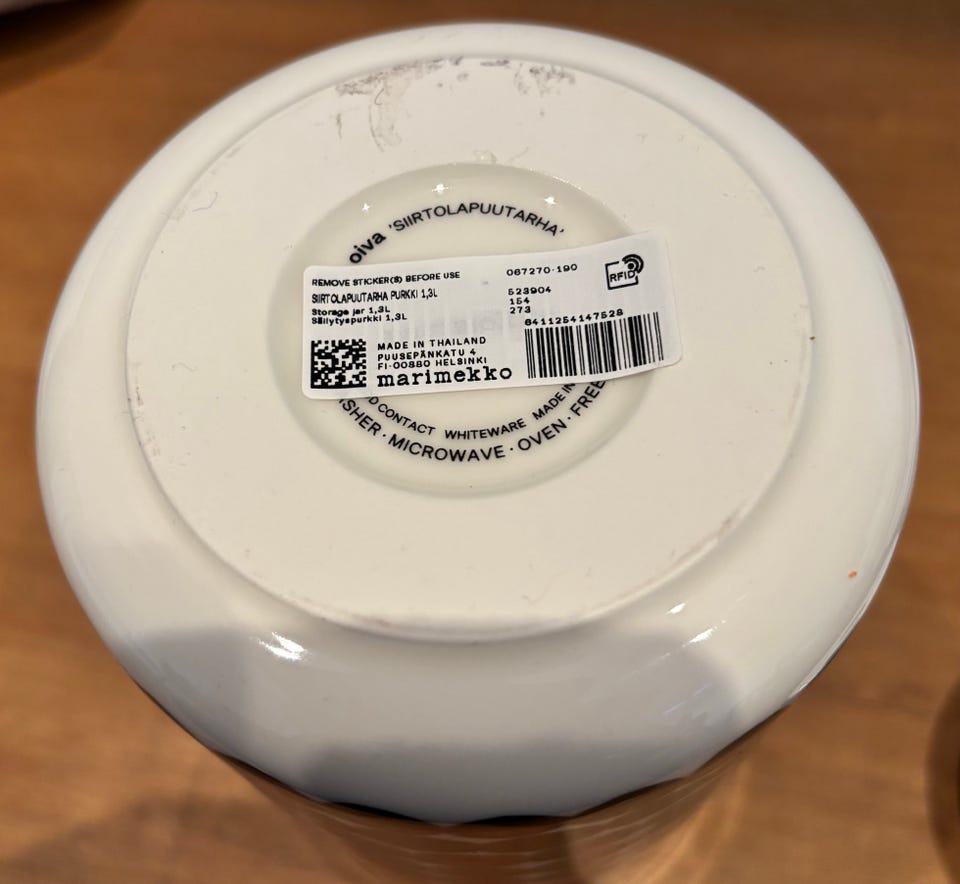 oiva 'SIIRTOLAPUUTARHA'
REMOVE STICKER(S) BEFORE USE
SIIRTOLAPUUTARHA PURKKI 1,3L
Storage jar 1,3L
Säilytyspurkki 1,3L
067270-190
523904
154
273
6411254147528
RFID
MADE IN THAILAND
PUUSEPÄNKATU 4
FI-00880 HELSINKI
marimekko
CONTACT WHITEWARE MADE IN
MICROWAVE · OVEN · FREE